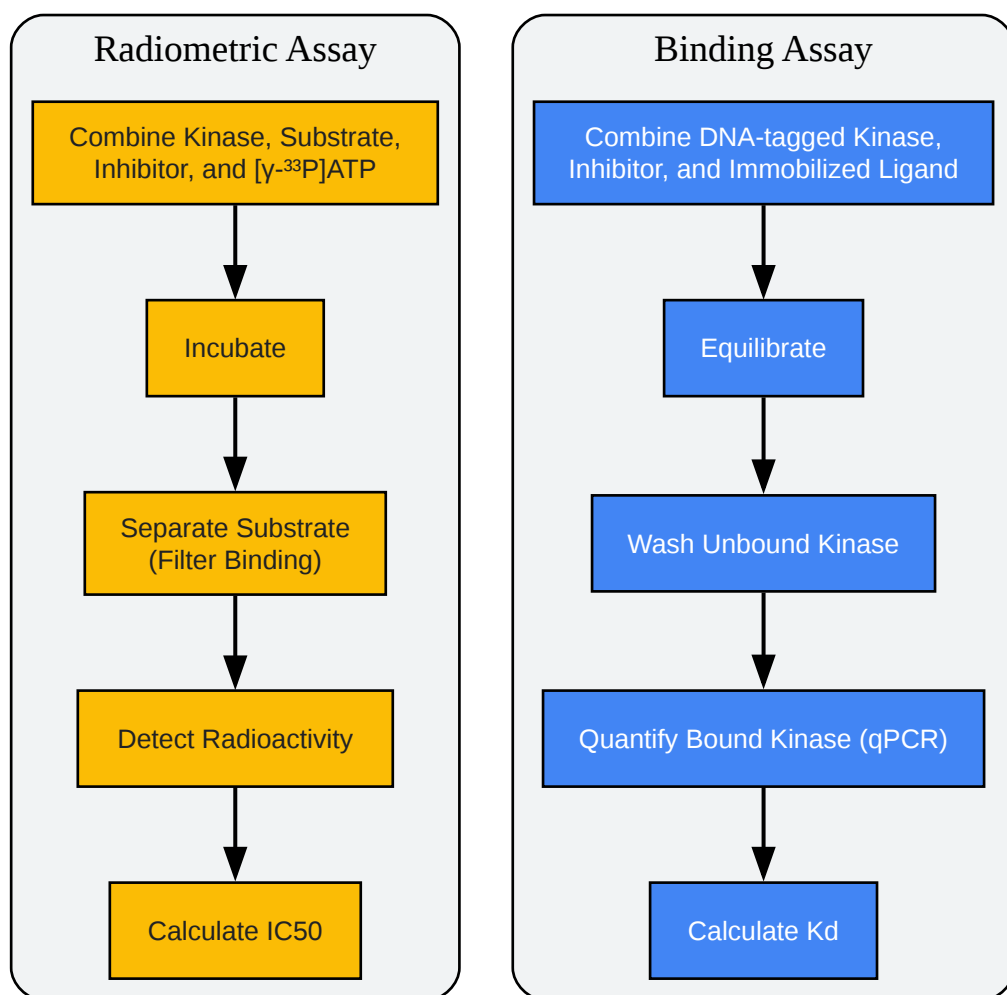 Radiometric Assay
Combine Kinase, Substrate,
Inhibitor, and [γ-³³P]ATP
Incubate
Separate Substrate
(Filter Binding)
Detect Radioactivity
Calculate IC50
Binding Assay
Combine DNA-tagged Kinase,
Inhibitor, and Immobilized Ligand
Equilibrate
Wash Unbound Kinase
Quantify Bound Kinase (qPCR)
Calculate Kd